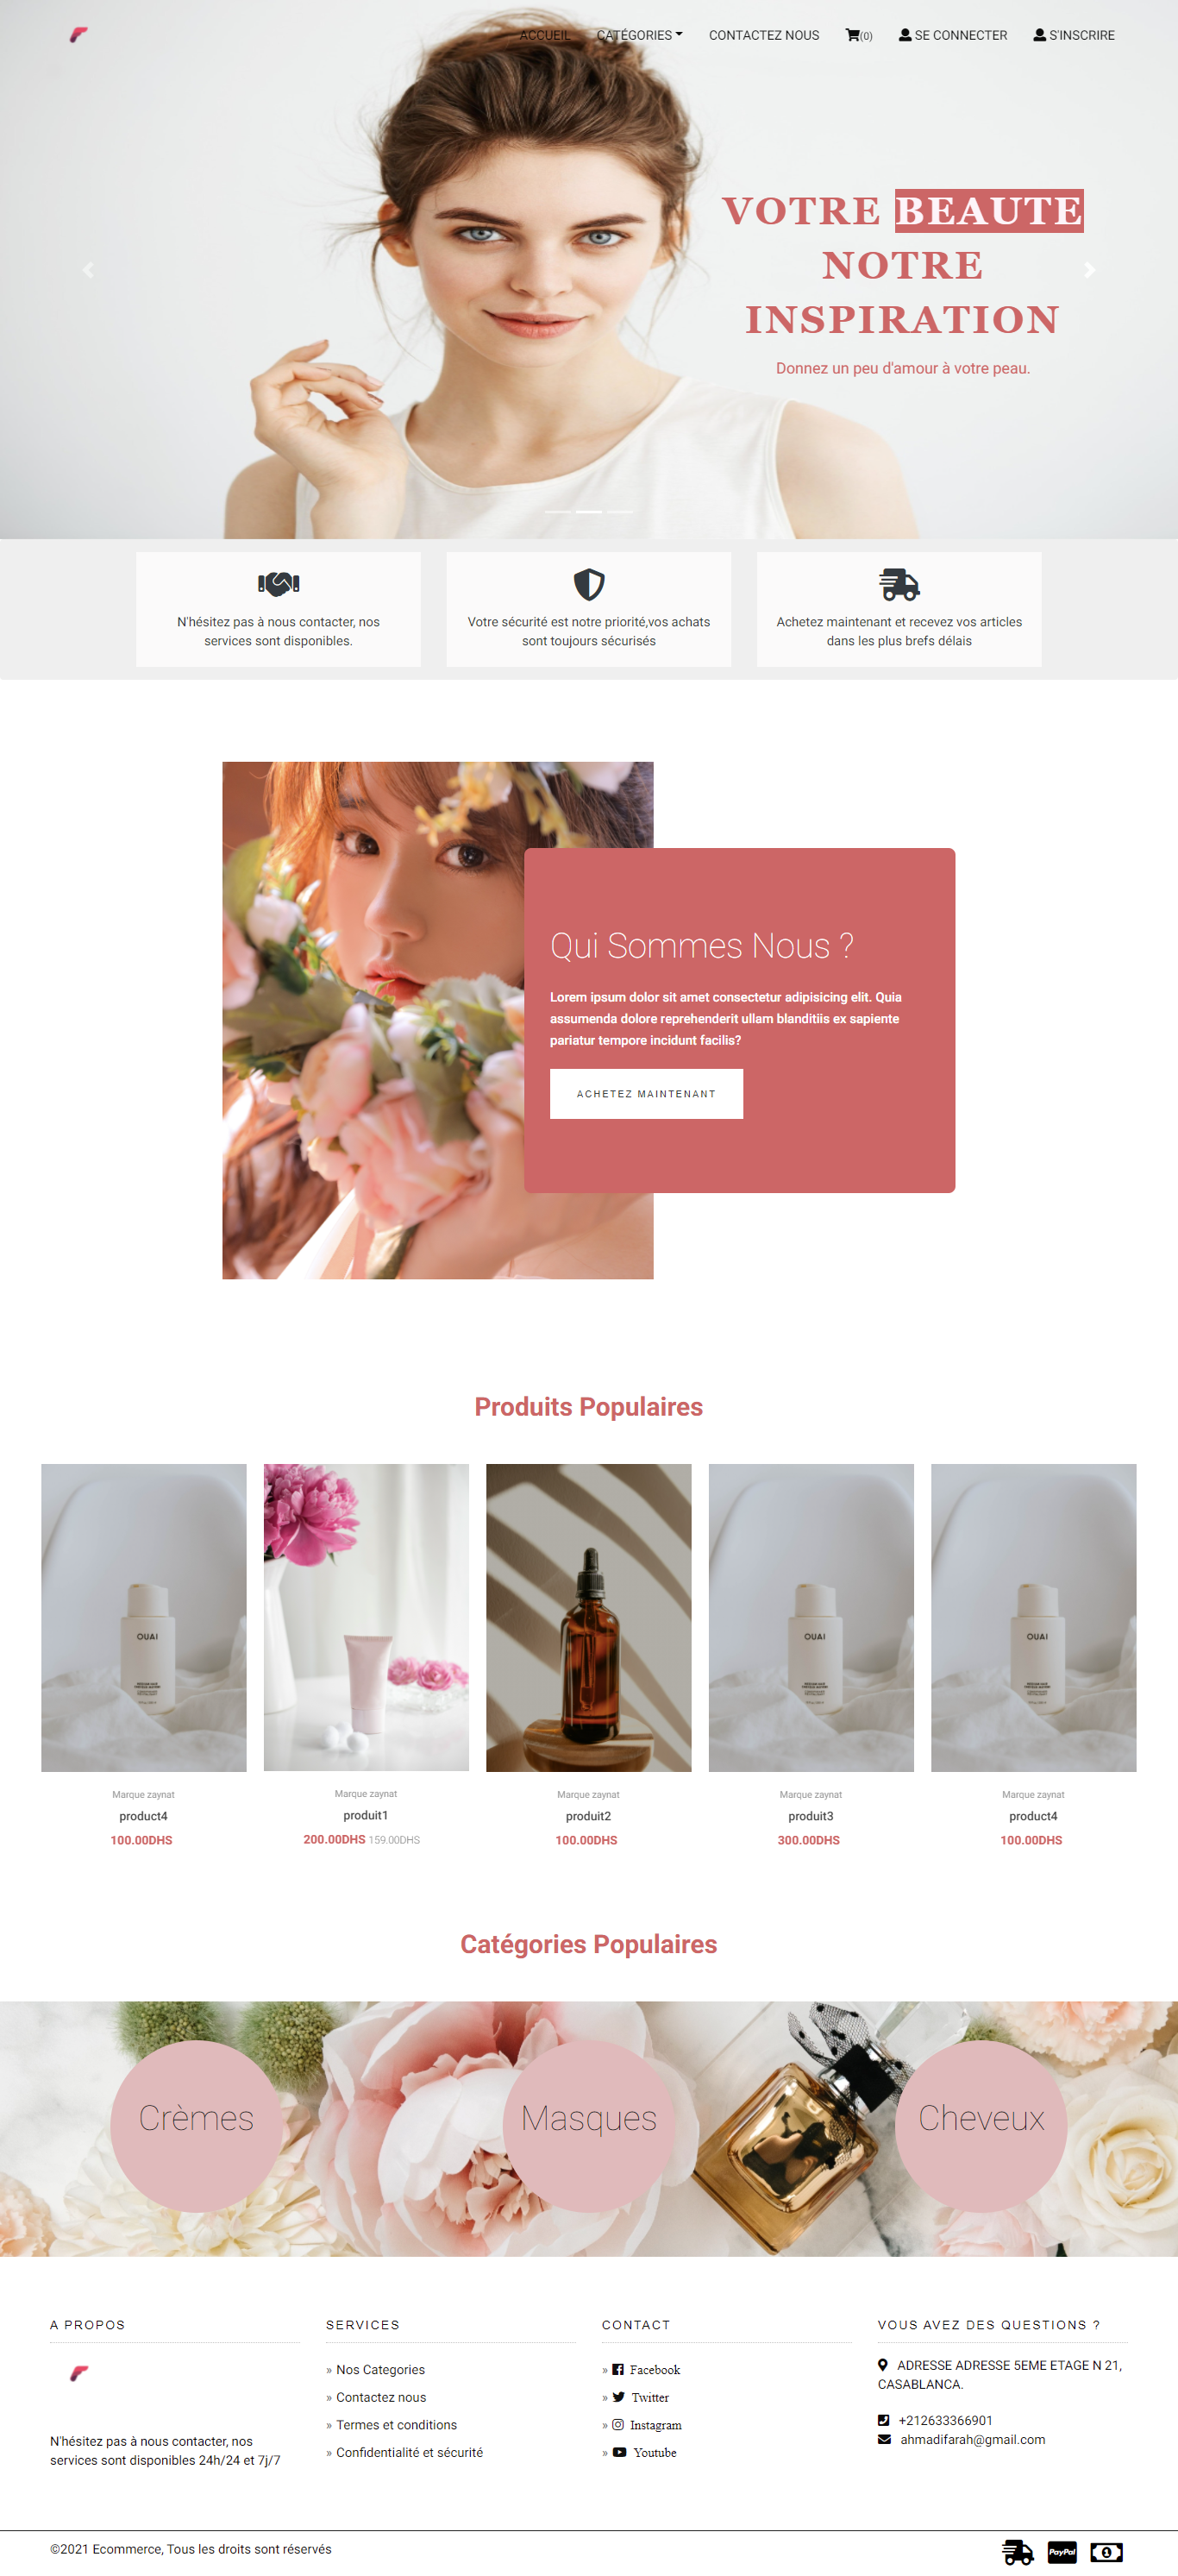 ACCUEIL CATÉGORIES CONTACTEZ NOUS (0) SE CONNECTER S'INSCRIRE
VOTRE BEAUTE
NOTRE
INSPIRATION
Donnez un peu d'amour à votre peau.
N'hésitez pas à nous contacter, nos
services sont disponibles.
Votre sécurité est notre priorité,vos achats
sont toujours sécurisés
Achetez maintenant et recevez vos articles
dans les plus brefs délais
Qui Sommes Nous ?
Lorem ipsum dolor sit amet consectetur adipisicing elit. Quia
assumenda dolore reprehenderit ullam blanditiis ex sapiente
pariatur tempore incidunt facilis?
ACHETEZ MAINTENANT
Produits Populaires
OUAI
OUAI
OUAI
Marque zaynat
product4
100.00DHS
Marque zaynat
produit1
200.00DHS 159.00DHS
Marque zaynat
produit2
100.00DHS
Marque zaynat
produit3
300.00DHS
Marque zaynat
product4
100.00DHS
Catégories Populaires
Crèmes
Masques
Cheveux
A PROPOS
N'hésitez pas à nous contacter, nos
services sont disponibles 24h/24 et 7j/7
SERVICES
» Nos Categories
» Contactez nous
» Termes et conditions
» Confidentialité et sécurité
CONTACT
» Facebook
» Twitter
» Instagram
» Youtube
VOUS AVEZ DES QUESTIONS ?
ADRESSE ADRESSE 5EME ETAGE N 21,
CASABLANCA.
+212633366901
ahmadifarah@gmail.com
©2021 Ecommerce, Tous les droits sont réservés
PayPal